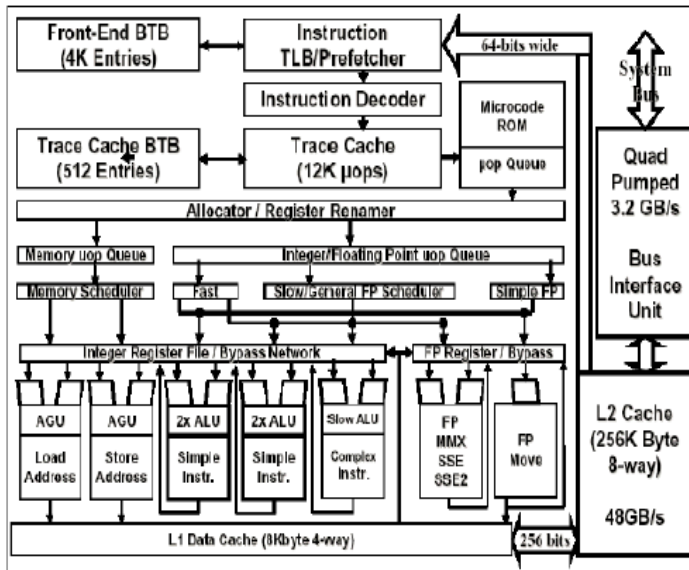 Front-End BTB
(4K Entries)
Instruction
TLB/Prefetcher
64-bits wide
System
Bus
Instruction Decoder
Microcode
ROM
Trace Cache BTB
(512 Entries)
Trace Cache
(12K µops)
µop Queue
Quad
Pumped
3.2 GB/s
Bus
Interface
Unit
Allocator / Register Renamer
Memory uop Queue
Integer/Floating Point uop Queue
Memory Scheduler
Fast
Slow/General FP Scheduler
Simple FP
Integer Register File / Bypass Network
FP Register / Bypass
AGU
Load
Address
AGU
Store
Address
2x ALU
Simple
Instr.
2x ALU
Simple
Instr.
Slow ALU
Complex
Instr.
FP
MMX
SSE
SSE2
FP
Move
L2 Cache
(256K Byte
8-way)
48GB/s
L1 Data Cache (8Kbyte 4-way)
256 bits